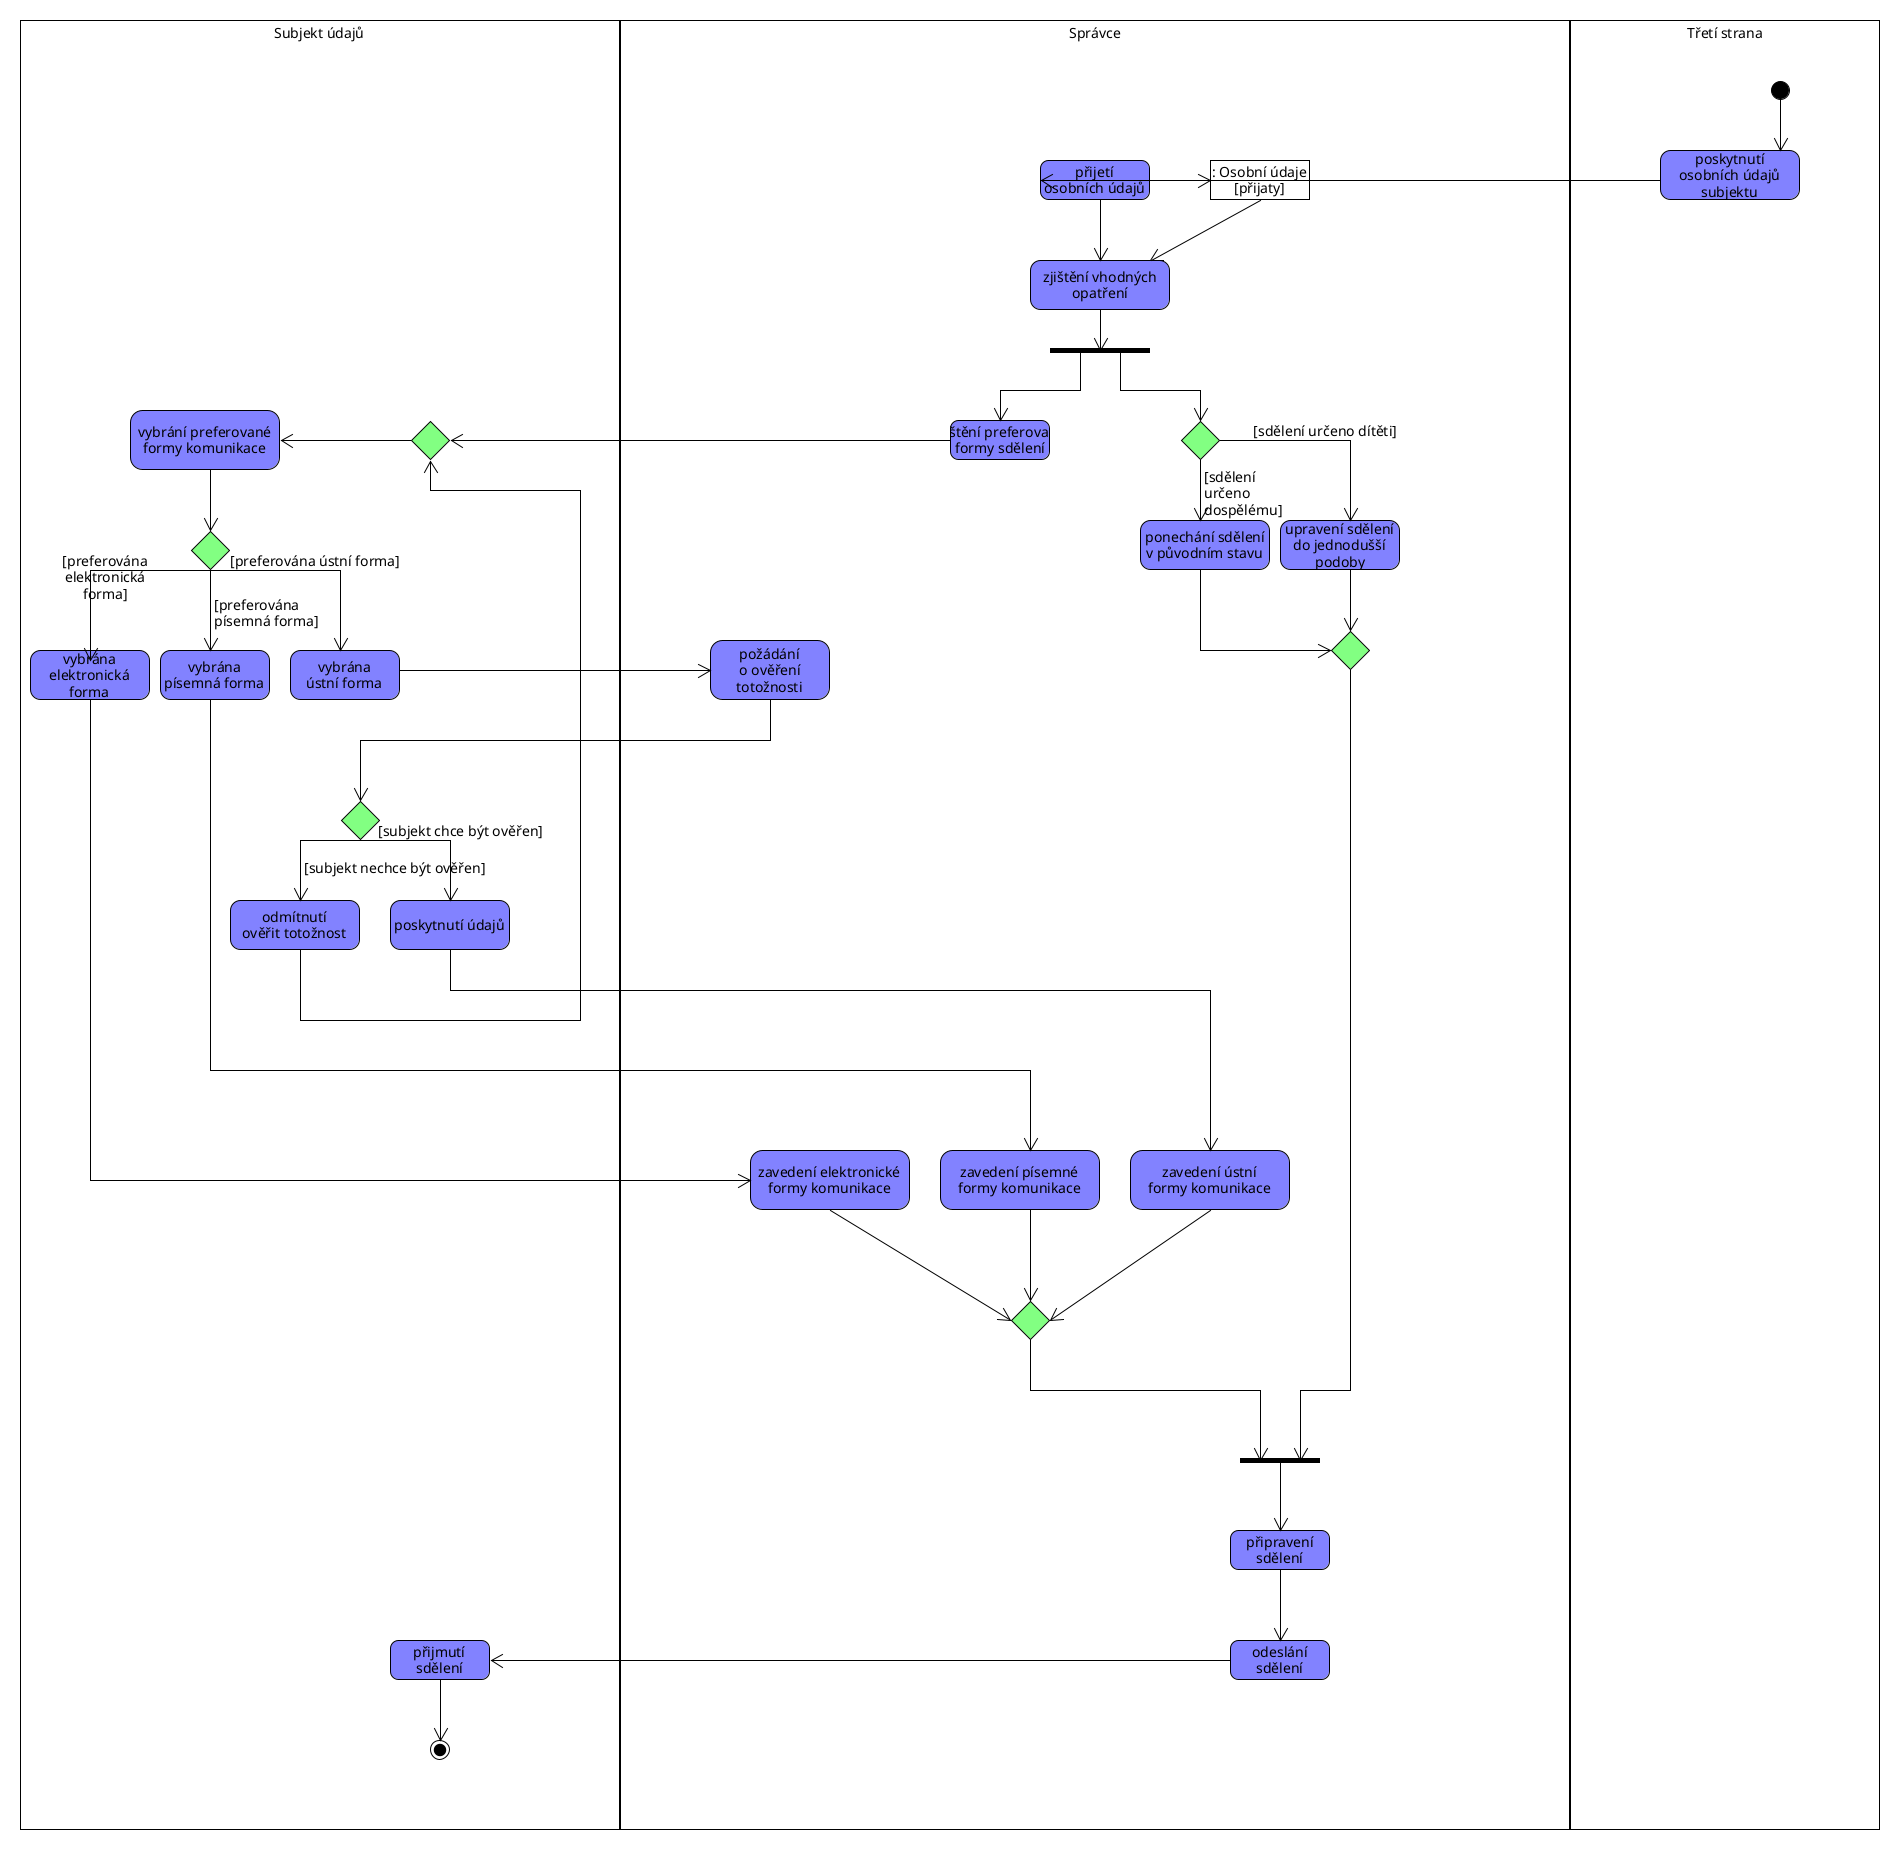 Subjekt údajů
Správce
Třetí strana
přijetí
osobních údajů
: Osobní údaje
[přijaty]
poskytnutí
osobních údajů
subjektu
zjištění vhodných
opatření
vybrání preferované
formy komunikace
štění preferova
formy sdělení
[sdělení určeno dítěti]
[sdělení
určeno
dospělému]
ponechání sdělení
v původním stavu
upravení sdělení
do jednodušší
podoby
[preferována
elektronická
forma]
[preferována ústní forma]
[preferována
písemná forma]
vybrána
elektronická
forma
vybrána
písemná forma
vybrána
ústní forma
požádání
o ověření
totožnosti
[subjekt chce být ověřen]
[subjekt nechce být ověřen]
odmítnutí
ověřit totožnost
poskytnutí údajů
zavedení elektronické
formy komunikace
zavedení písemné
formy komunikace
zavedení ústní
formy komunikace
připravení
sdělení
přijmutí
sdělení
odeslání
sdělení